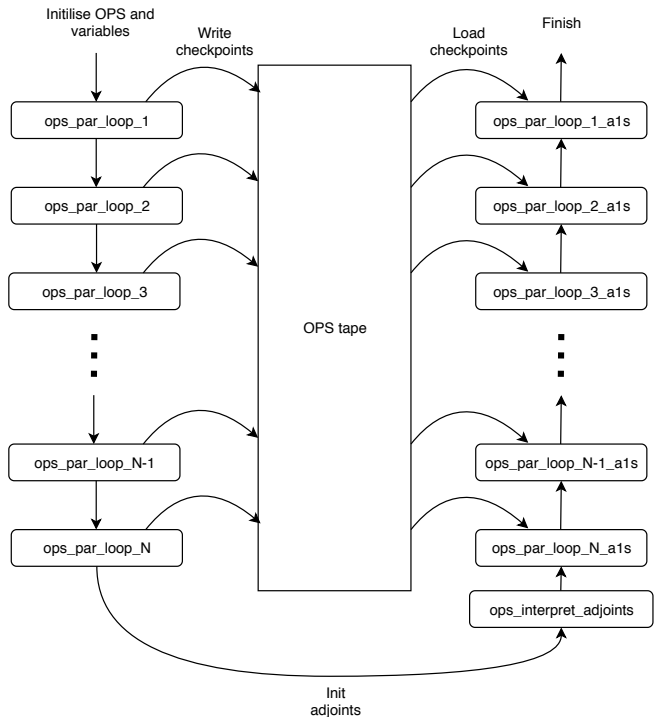 Initilise OPS and
variables
Write
checkpoints
Load
checkpoints
Finish
ops_par_loop_1
ops_par_loop_1_a1s
ops_par_loop_2
ops_par_loop_2_a1s
ops_par_loop_3
ops_par_loop_3_a1s
OPS tape
ops_par_loop_N-1
ops_par_loop_N-1_a1s
ops_par_loop_N
ops_par_loop_N_a1s
ops_interpret_adjoints
Init
adjoints